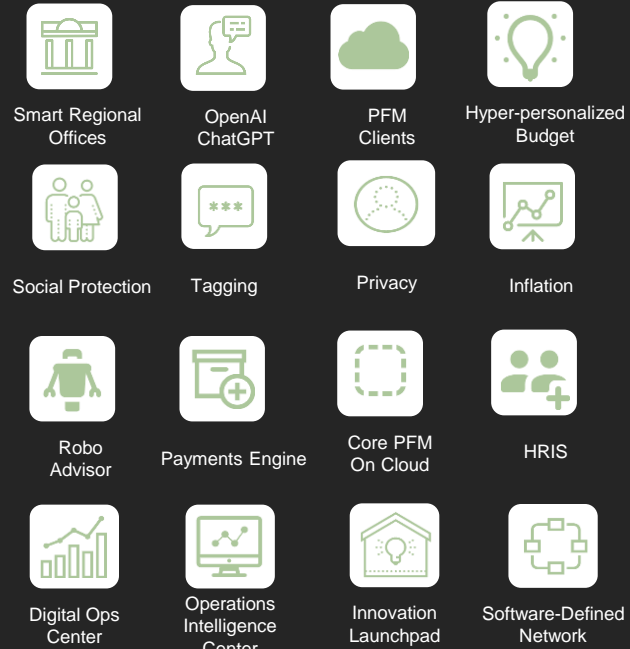 Smart Regional
Offices
OpenAI
ChatGPT
PFM
Clients
Hyper-personalized
Budget
Social Protection
Tagging
Privacy
Inflation
Robo
Advisor
Payments Engine
Core PFM
On Cloud
HRIS
Digital Ops
Center
Operations
Intelligence
Center
Innovation
Launchpad
Software-Defined
Network